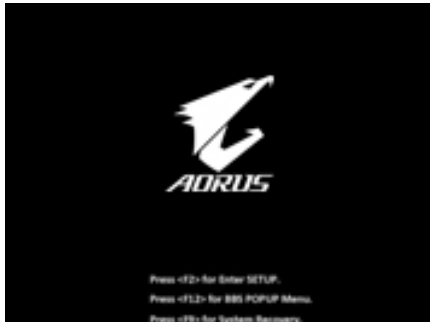 AORUS
Press <F2> for Enter SETUP.
Press <F12> for BBS POPUP Menu.
Press <F9> for System Recovery.